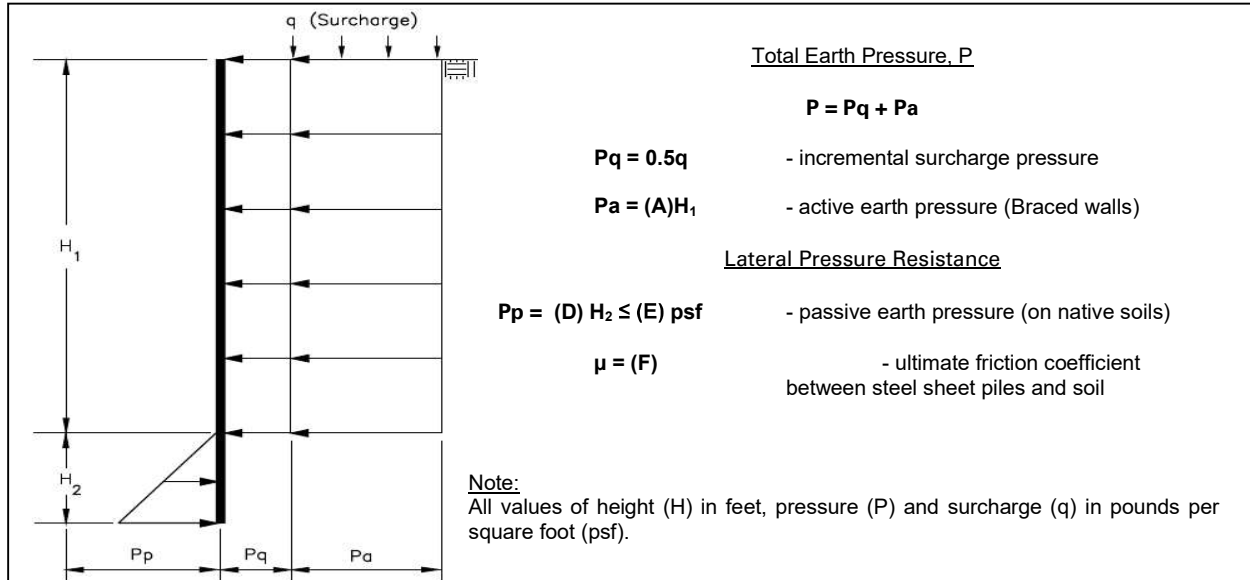 q (Surcharge)
Total Earth Pressure, P
P = Pq + Pa
Pq = 0.5q - incremental surcharge pressure
Pa = (A)H₁ - active earth pressure (Braced walls)
Lateral Pressure Resistance
Pp = (D) H₂ ≤ (E) psf - passive earth pressure (on native soils)
μ = (F) - ultimate friction coefficient
between steel sheet piles and soil
H₁
H₂
Note:
All values of height (H) in feet, pressure (P) and surcharge (q) in pounds per
square foot (psf).
Pp Pq Pa